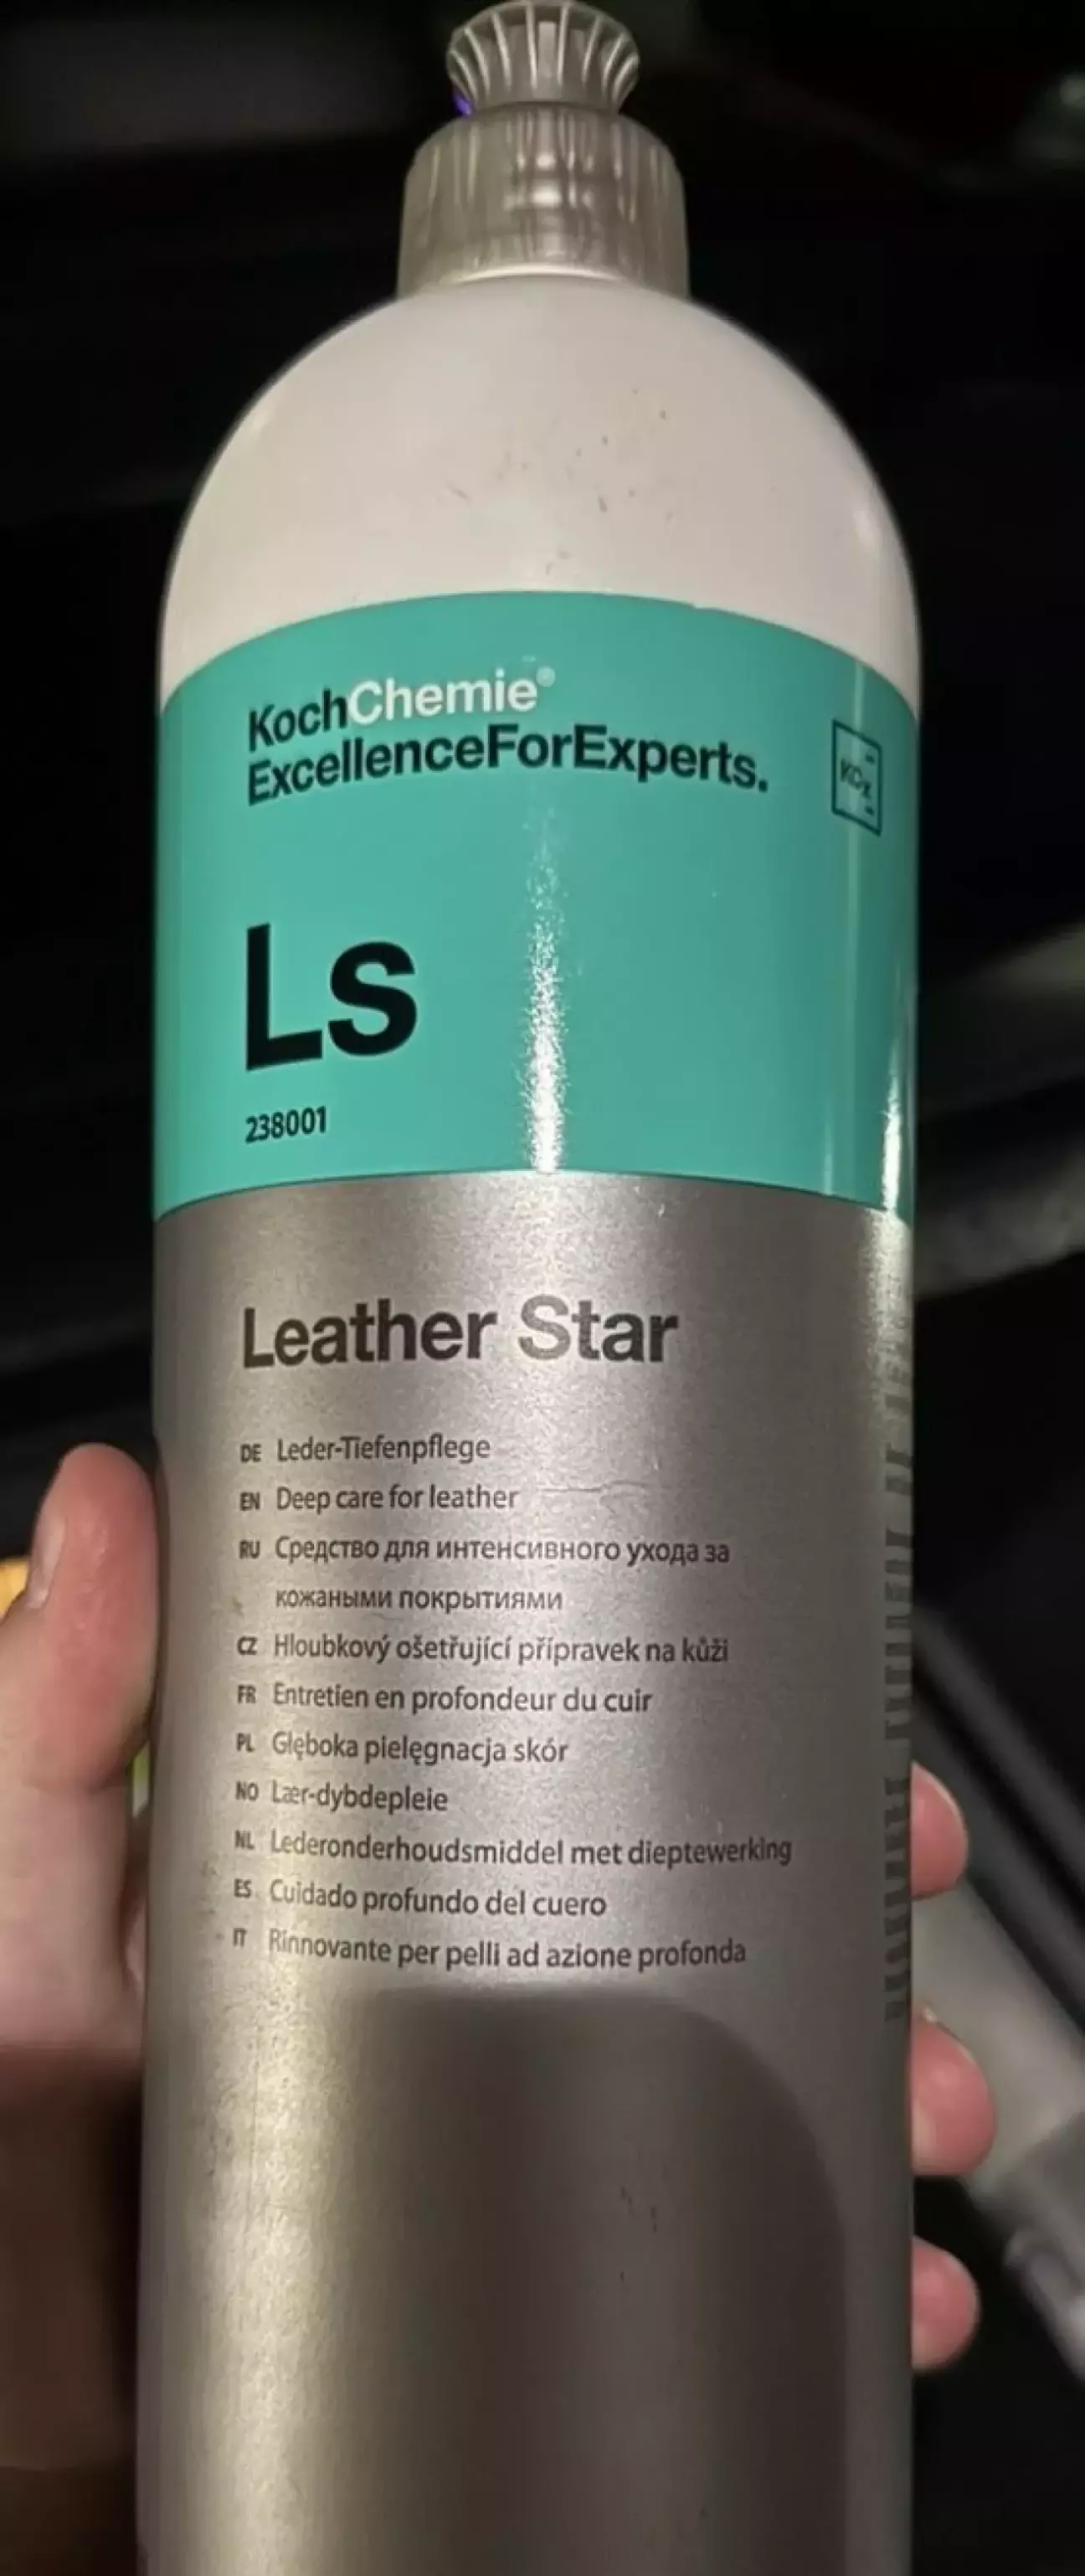 KochChemie®
ExcellenceForExperts.
KCx
Ls
238001
Leather Star
DE Leder-Tiefenpflege
EN Deep care for leather
RU Средство для интенсивного ухода за
кожаными покрытиями
CZ Hloubkový ošetřující přípravek na kůži
FR Entretien en profondeur du cuir
PL Głęboka pielęgnacja skór
NO Lær-dybdepleie
NL Lederonderhoudsmiddel met dieptewerking
ES Cuidado profundo del cuero
IT Rinnovante per pelli ad azione profonda